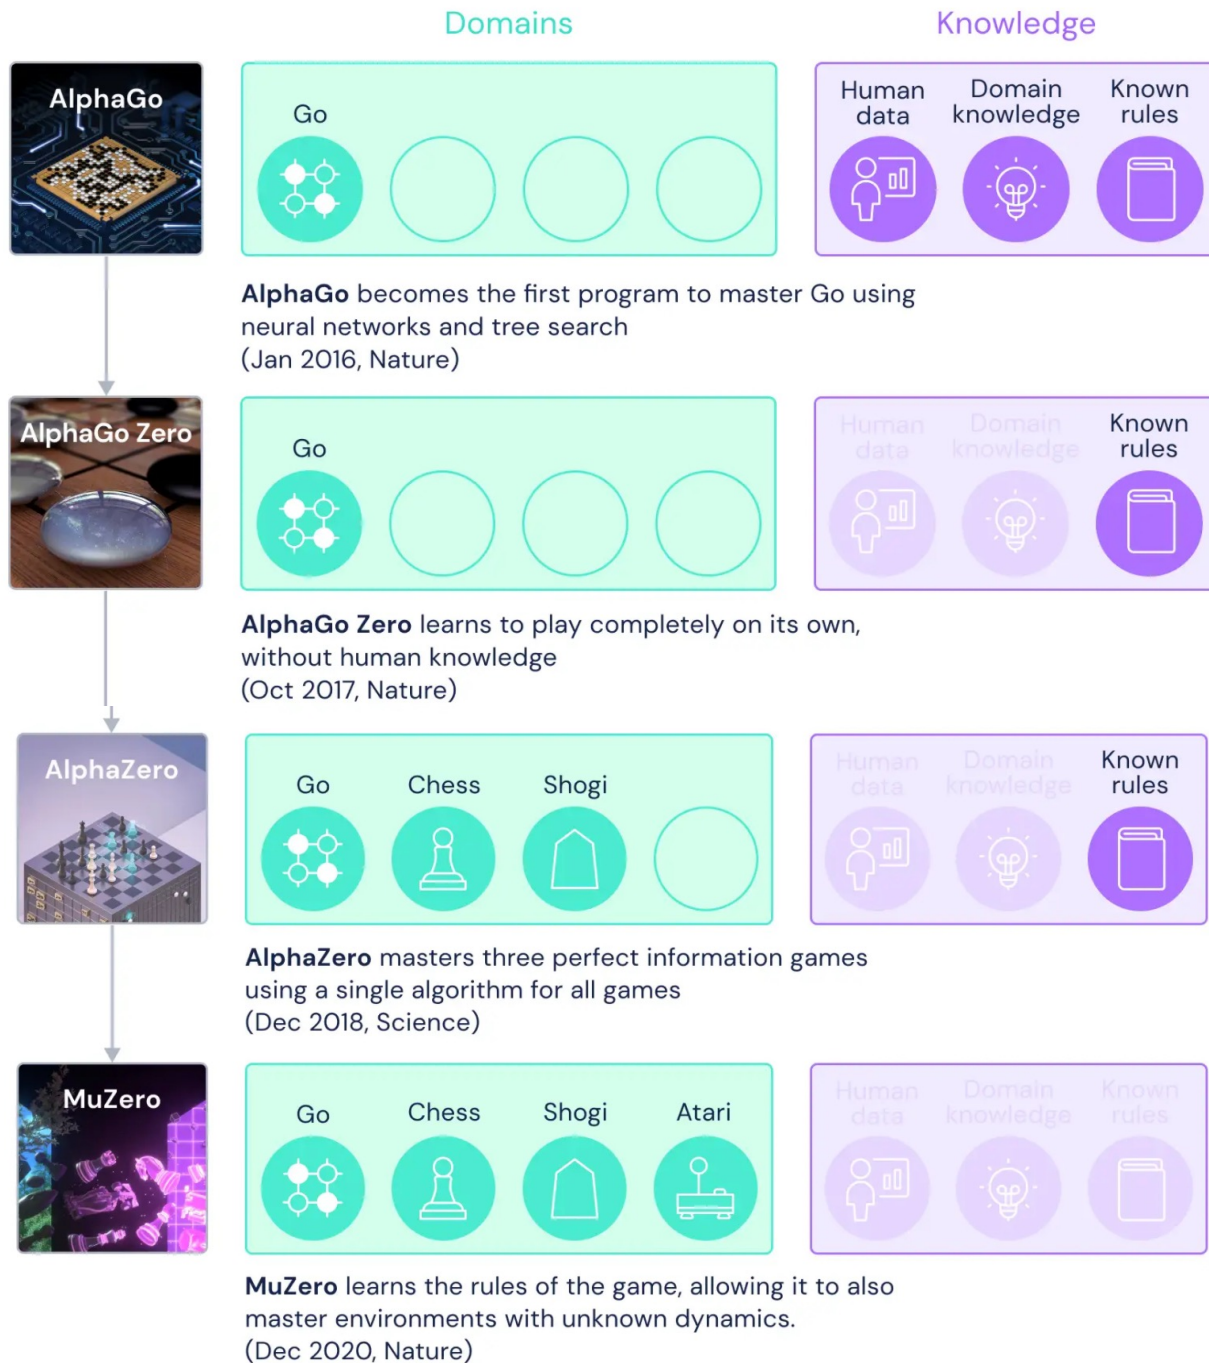 Domains
Knowledge
AlphaGo
Go
Human
data
Domain
knowledge
Known
rules
AlphaGo becomes the first program to master Go using
neural networks and tree search
(Jan 2016, Nature)
AlphaGo Zero
Go
Human
data
Domain
knowledge
Known
rules
AlphaGo Zero learns to play completely on its own,
without human knowledge
(Oct 2017, Nature)
AlphaZero
Go
Chess
Shogi
Human
data
Domain
knowledge
Known
rules
AlphaZero masters three perfect information games
using a single algorithm for all games
(Dec 2018, Science)
MuZero
Go
Chess
Shogi
Atari
Human
data
Domain
knowledge
Known
rules
MuZero learns the rules of the game, allowing it to also
master environments with unknown dynamics.
(Dec 2020, Nature)